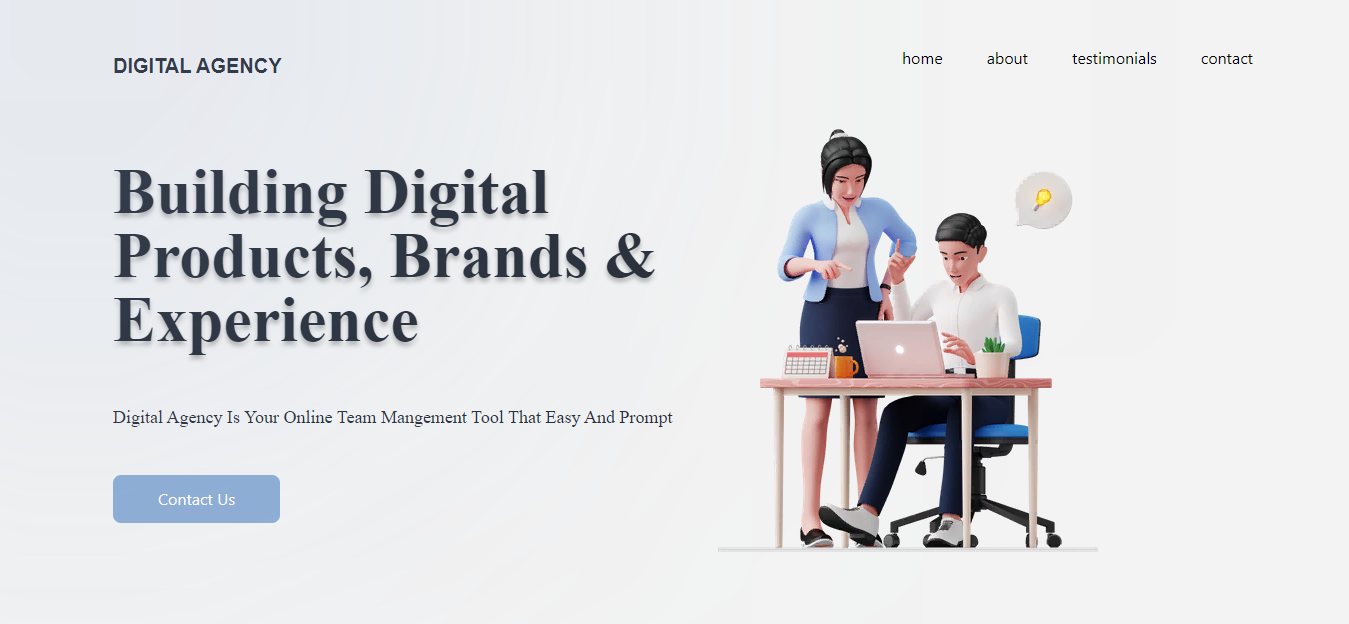 DIGITAL AGENCY
home about testimonials contact
Building Digital
Products, Brands &
Experience
Digital Agency Is Your Online Team Mangement Tool That Easy And Prompt
Contact Us